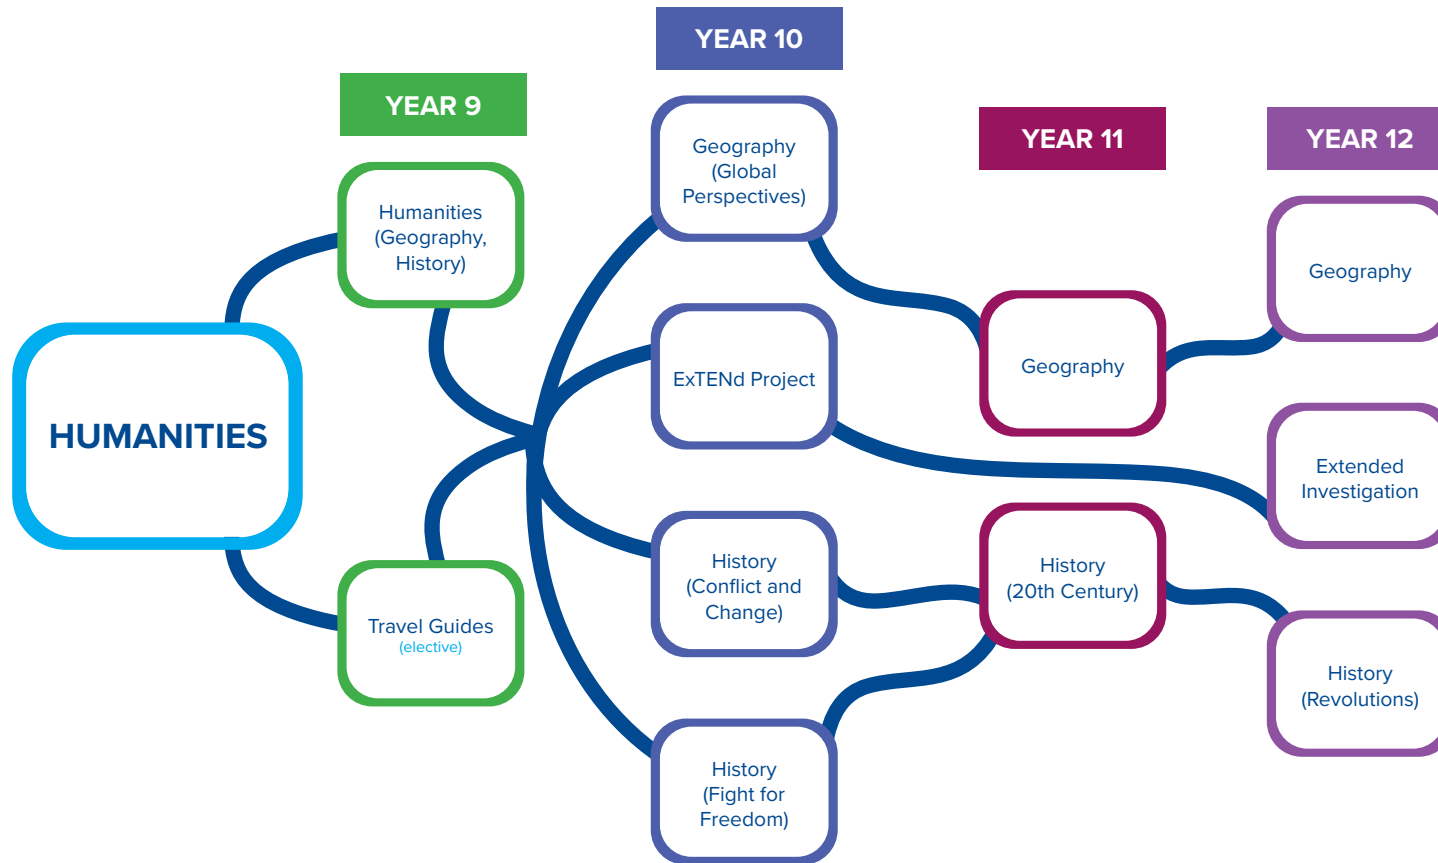 HUMANITIES
YEAR 9
Humanities
(Geography,
History)
Travel Guides
(elective)
YEAR 10
Geography
(Global
Perspectives)
ExTENd Project
History
(Conflict and
Change)
History
(Fight for
Freedom)
YEAR 11
Geography
History
(20th Century)
YEAR 12
Geography
Extended
Investigation
History
(Revolutions)